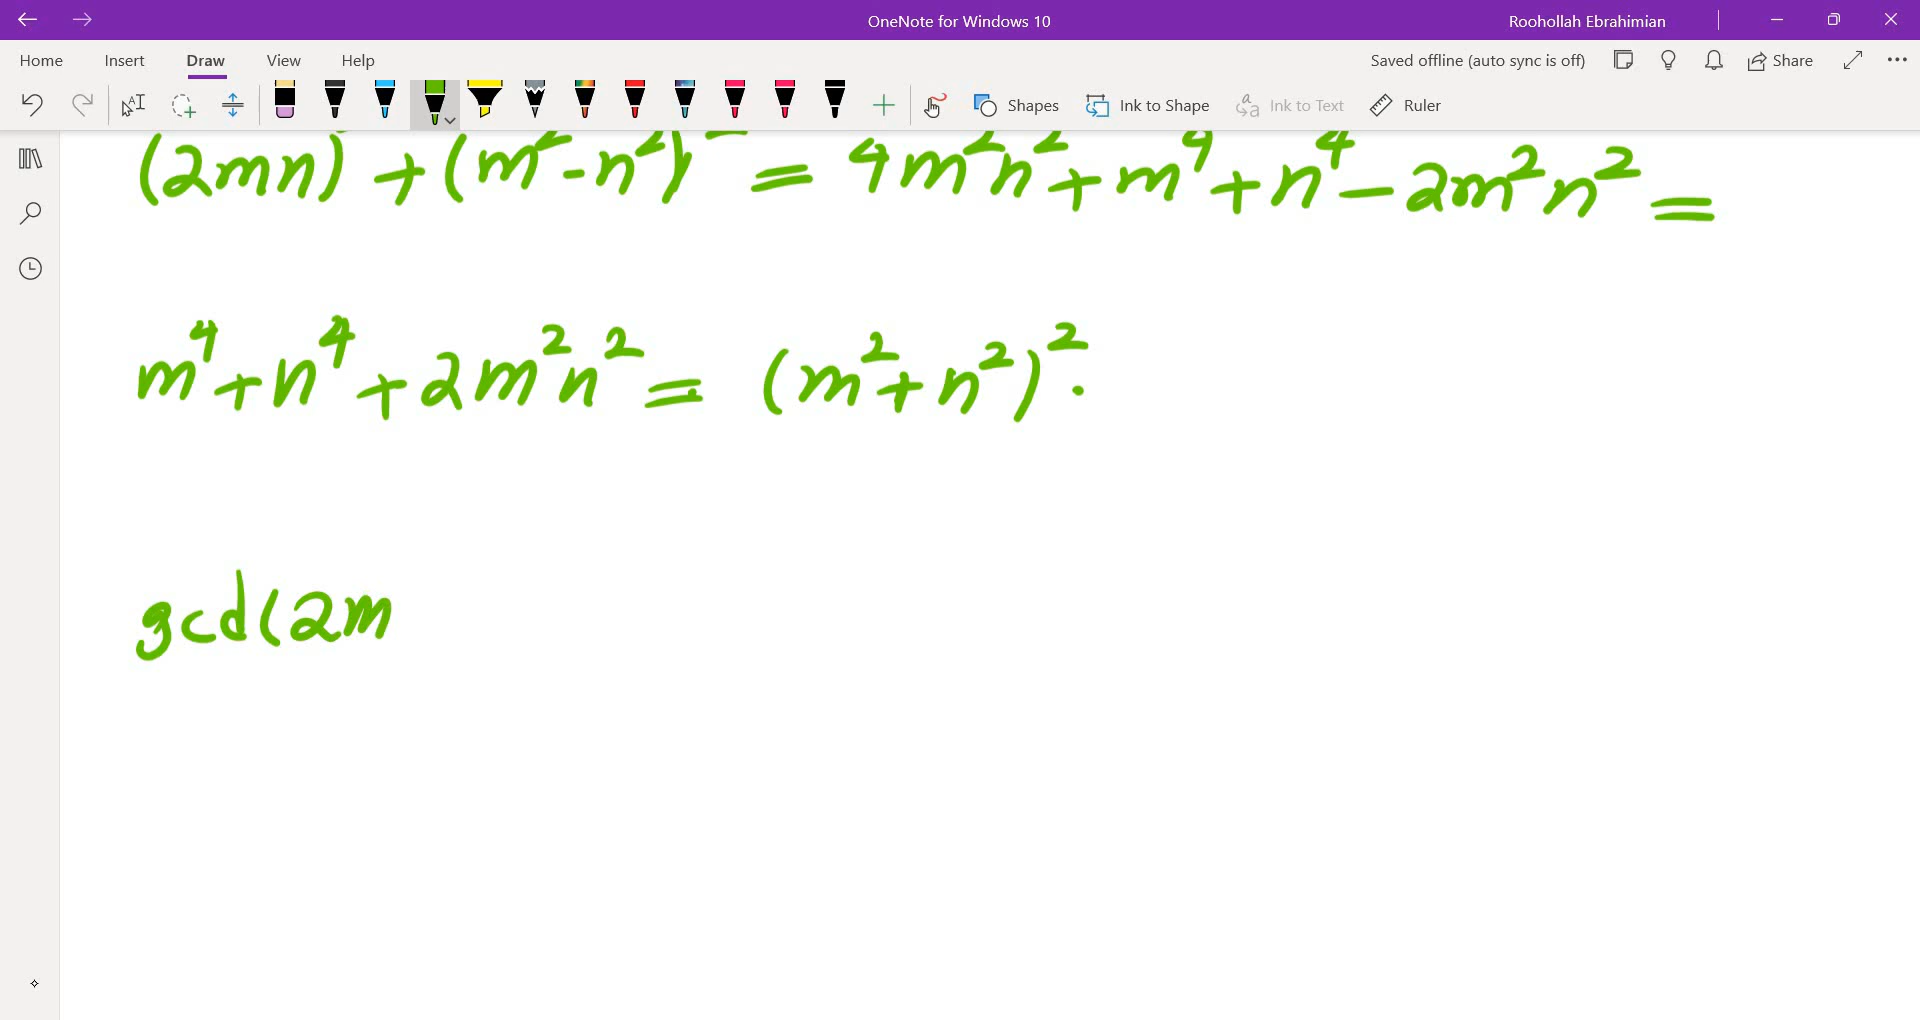 OneNote for Windows 10 Roohollah Ebrahimian
Home Insert Draw View Help Saved offline (auto sync is off) Share
Shapes Ink to Shape Ink to Text Ruler
(2mn)² + (m² - n²)² = 4m²n² + m⁴ + n⁴ - 2m²n² =
m⁴ + n⁴ + 2m²n² = (m² + n²)².
gcd(2m